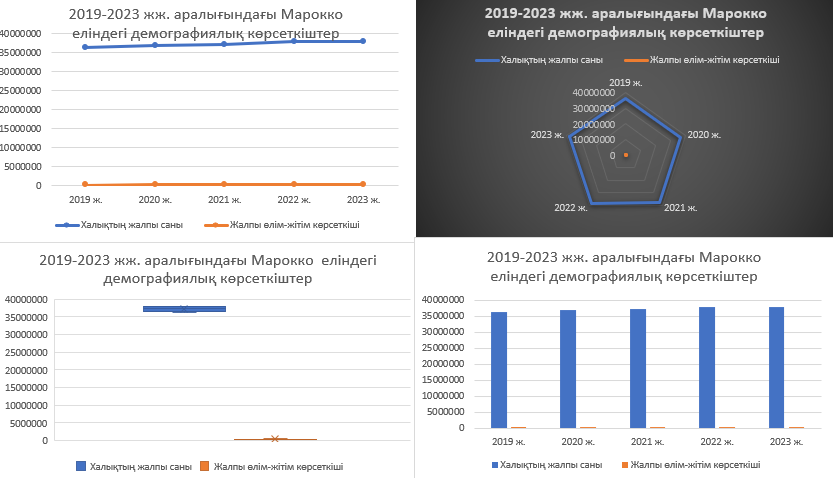 2019-2023 жж. аралығындағы Марокко
еліндегі демографиялық көрсеткіштер
40000000
35000000
30000000
25000000
20000000
15000000
10000000
5000000
0
2019 ж. 2020 ж. 2021 ж. 2022 ж. 2023 ж.
Халықтың жалпы саны Жалпы өлім-жітім көрсеткіші
2019-2023 жж. аралығындағы Марокко
еліндегі демографиялық көрсеткіштер
Халықтың жалпы саны Жалпы өлім-жітім көрсеткіші
2019 ж.
40000000
30000000
20000000
10000000
0
2020 ж.
2021 ж.
2022 ж.
2023 ж.
2019-2023 жж. аралығындағы Марокко еліндегі
демографиялық көрсеткіштер
40000000
35000000
30000000
25000000
20000000
15000000
10000000
5000000
0
Халықтың жалпы саны Жалпы өлім-жітім көрсеткіші
2019-2023 жж. аралығындағы Марокко
еліндегі демографиялық көрсеткіштер
40000000
35000000
30000000
25000000
20000000
15000000
10000000
5000000
0
2019 ж. 2020 ж. 2021 ж. 2022 ж. 2023 ж.
Халықтың жалпы саны Жалпы өлім-жітім көрсеткіші